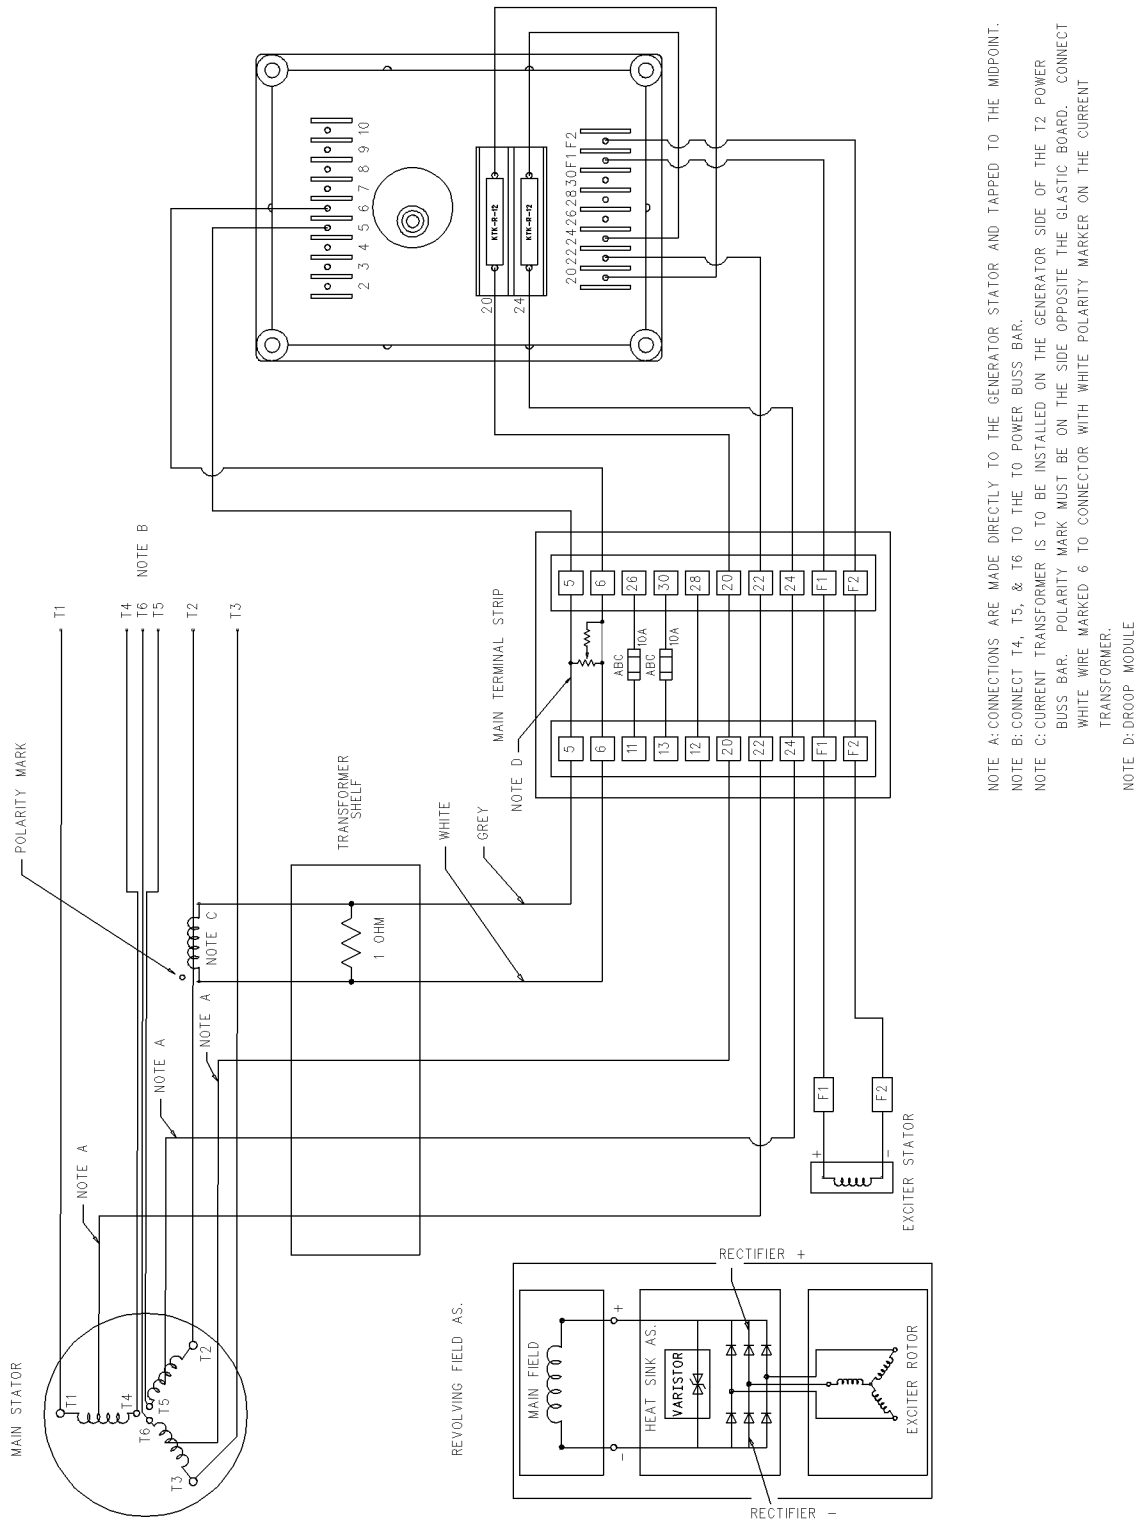 MAIN STATOR
T1
T4
T6
T5
T2
T3
NOTE A
NOTE A
NOTE A
POLARITY MARK
NOTE C
T1
T4
T6
T5
T2
T3
NOTE B
TRANSFORMER
SHELF
1 OHM
WHITE
GREY
NOTE D
MAIN TERMINAL STRIP
5
6
11
13
12
20
22
24
F1
F2
ABC
10A
ABC
10A
5
6
26
30
28
20
22
24
F1
F2
2 3 4 5 6 7 8 9 10
20
24
KTK-R-12
KTK-R-12
20 22 24 26 28 30 F1 F2
REVOLVING FIELD AS.
MAIN FIELD
+
-
HEAT SINK AS.
VARISTOR
RECTIFIER +
RECTIFIER -
EXCITER ROTOR
EXCITER STATOR
+
-
F1
F2
NOTE A: CONNECTIONS ARE MADE DIRECTLY TO THE GENERATOR STATOR AND TAPPED TO THE MIDPOINT.
NOTE B: CONNECT T4, T5, & T6 TO THE TO POWER BUSS BAR.
NOTE C: CURRENT TRANSFORMER IS TO BE INSTALLED ON THE GENERATOR SIDE OF THE T2 POWER
BUSS BAR. POLARITY MARK MUST BE ON THE SIDE OPPOSITE THE GLASTIC BOARD. CONNECT
WHITE WIRE MARKED 6 TO CONNECTOR WITH WHITE POLARITY MARKER ON THE CURRENT
TRANSFORMER.
NOTE D: DROOP MODULE